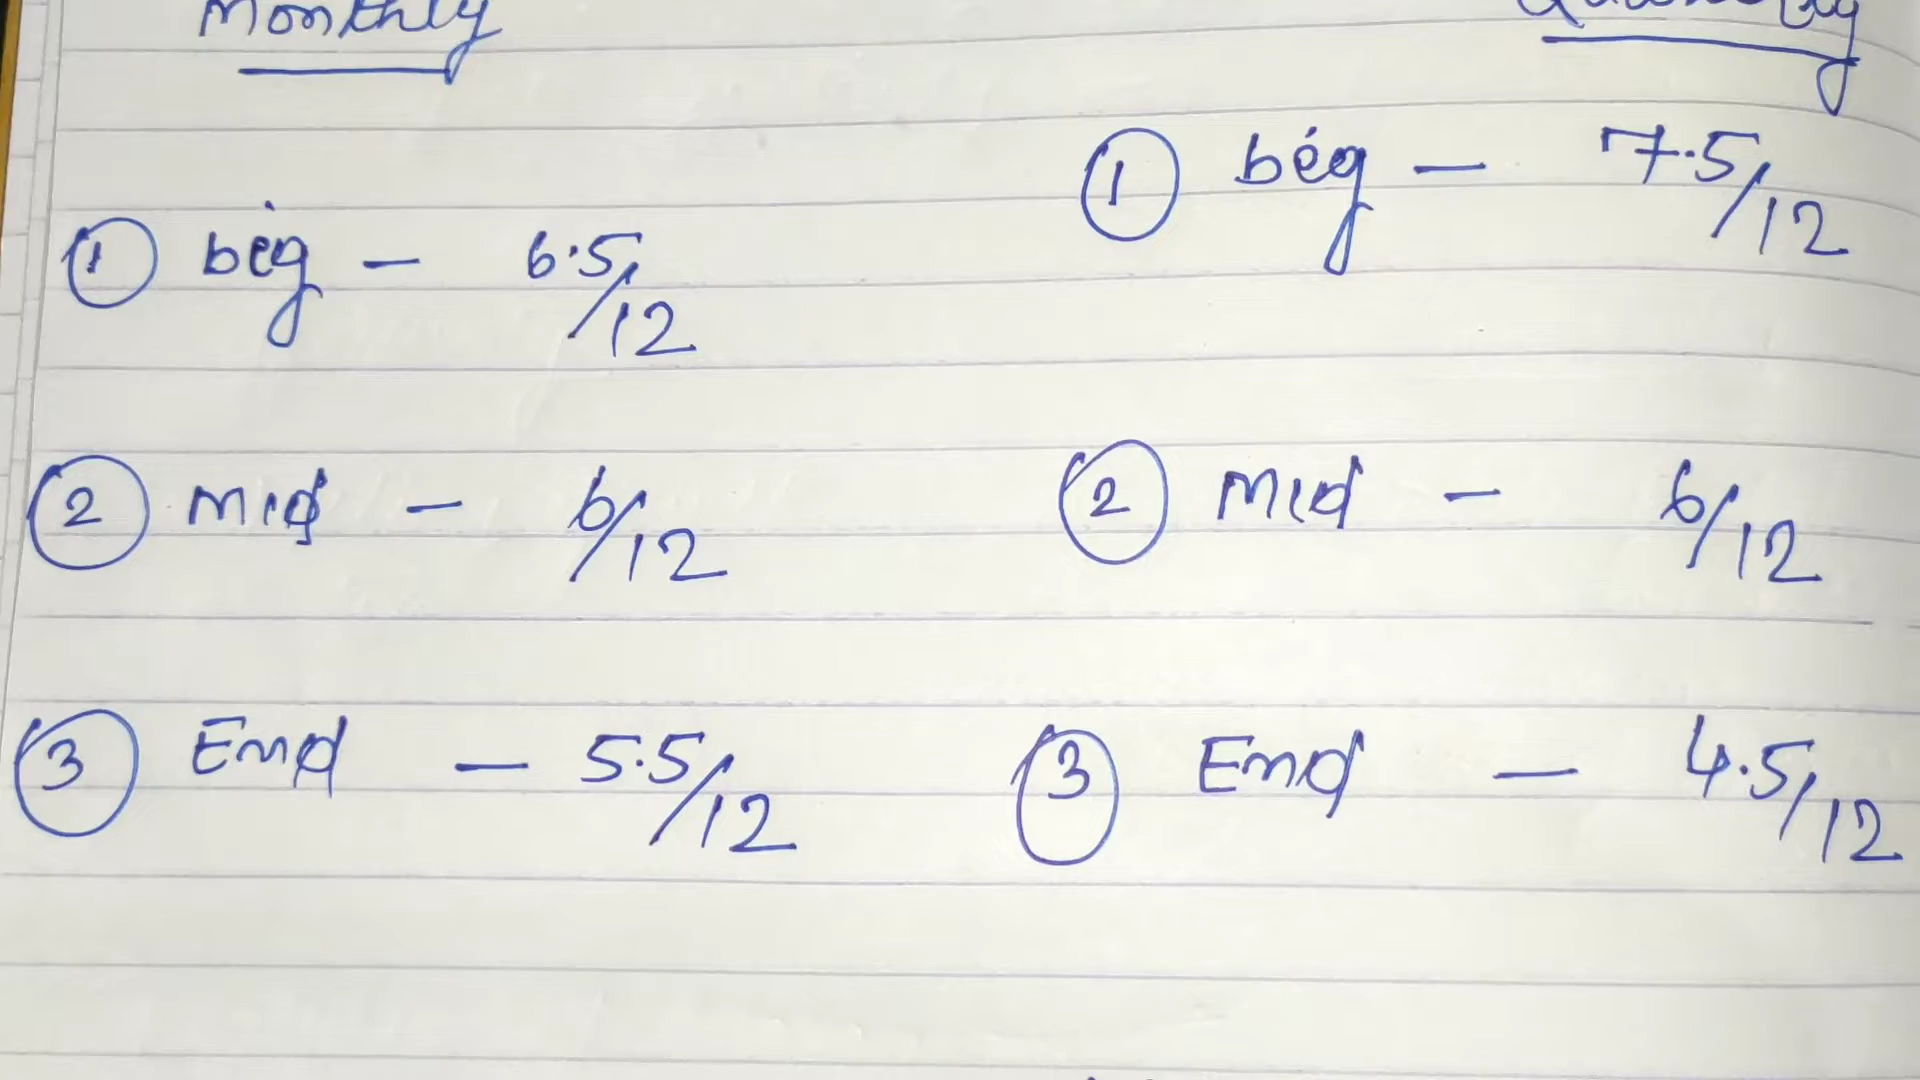 Monthly
① beg - 6.5/12
② Mid - 6/12
③ End - 5.5/12
① beg - 7.5/12
② Mid - 6/12
③ End - 4.5/12